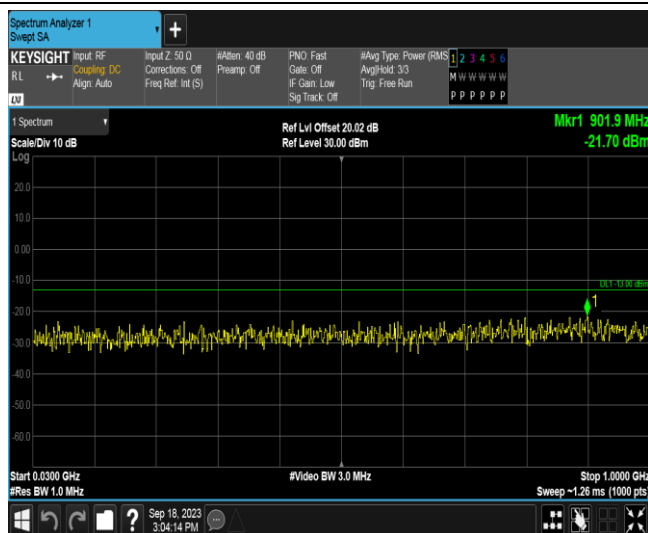 Spectrum Analyzer 1
Swept SA
+
KEYSIGHT Input: RF Input Z: 50 Ω #Atten: 40 dB PNO: Fast #Avg Type: Power (RMS 1 2 3 4 5 6
RL Coupling: DC Corrections: Off Preamp: Off Gate: Off Avg|Hold: 3/3 M W W W W W
Align: Auto Freq Ref: Int (S) IF Gain: Low Trig: Free Run
LXI Sig Track: Off P P P P P P
1 Spectrum Ref Lvl Offset 20.02 dB Mkr1 901.9 MHz
Scale/Div 10 dB Ref Level 30.00 dBm -21.70 dBm
Log
20.0
10.0
0.00
-10.0
DL1 -13.00 dBm
1
-20.0
-30.0
-40.0
-50.0
-60.0
Start 0.0300 GHz #Video BW 3.0 MHz Stop 1.0000 GHz
#Res BW 1.0 MHz Sweep ~1.26 ms (1000 pts)
? Sep 18, 2023
3:04:14 PM